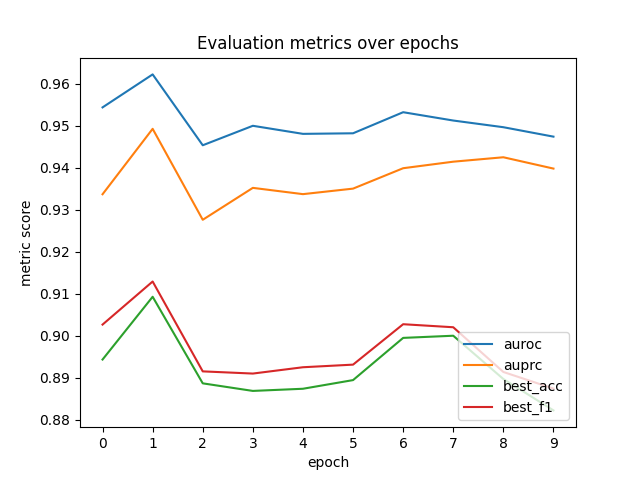 Evaluation metrics over epochs
metric score
0.96
0.95
0.94
0.93
0.92
0.91
0.90
0.89
0.88
auroc
auprc
best_acc
best_f1
0 1 2 3 4 5 6 7 8 9
epoch